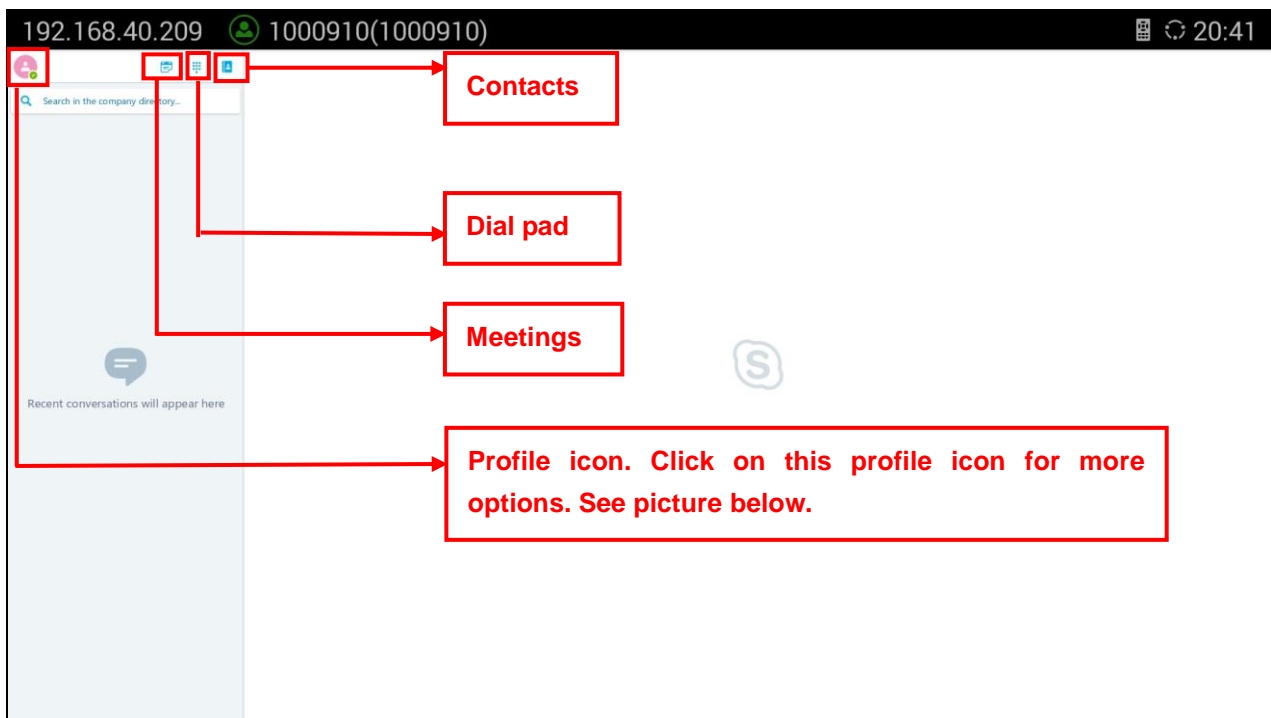 192.168.40.209 1000910(1000910) 20:41
Contacts
Search in the company directory...
Dial pad
Meetings
S
Recent conversations will appear here
Profile icon. Click on this profile icon for more
options. See picture below.